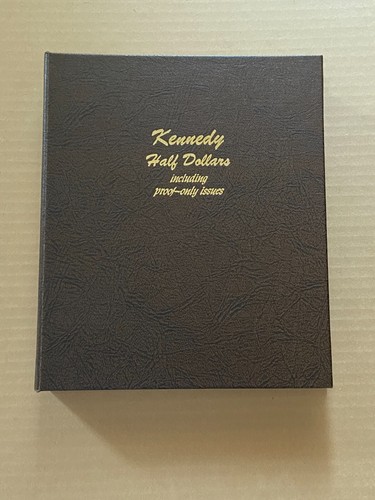 Kennedy
Half Dollars
including
proof-only issues